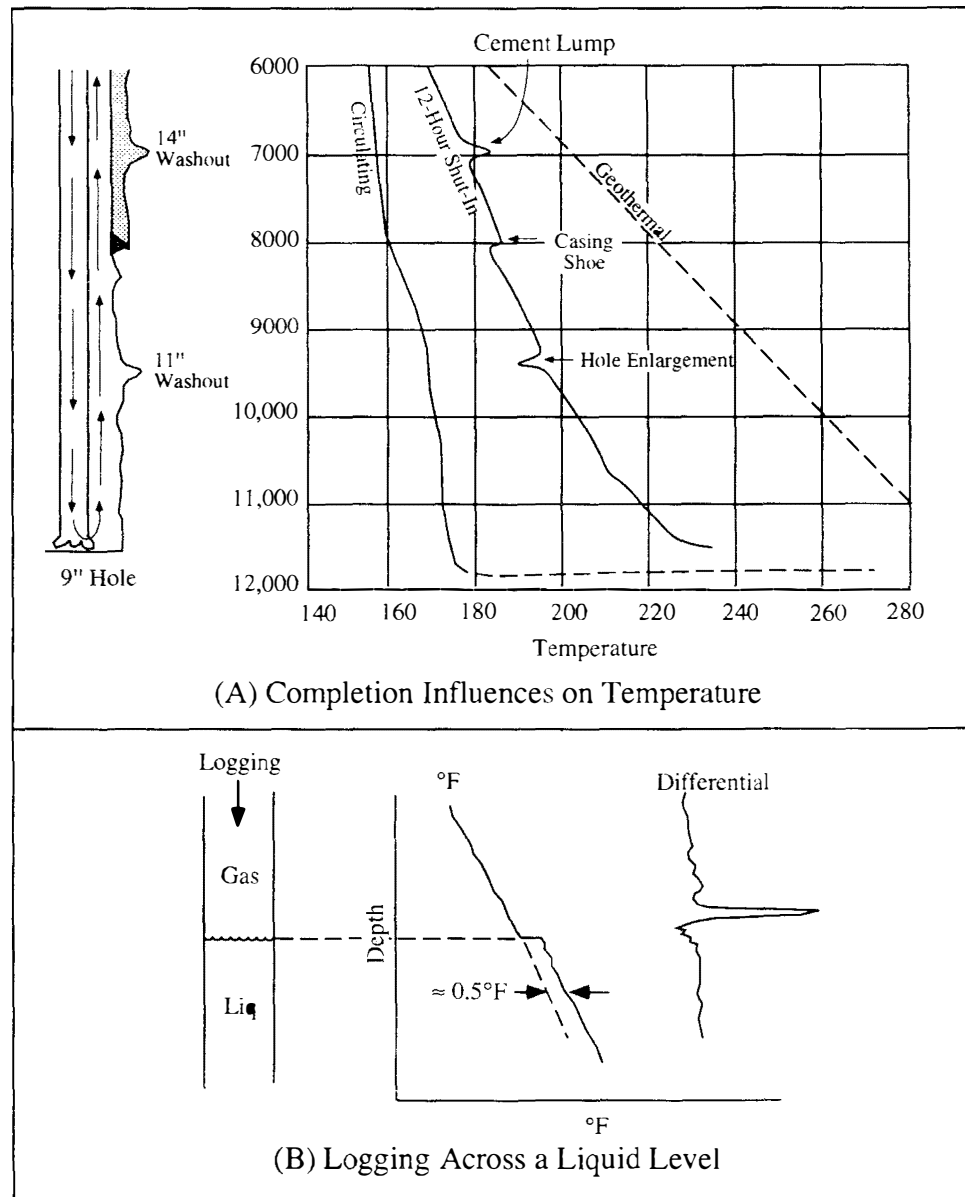 Cement Lump
14"
Washout
11"
Washout
9" Hole
6000
7000
8000
9000
10,000
11,000
12,000
Circulating
12-Hour Shut-In
Geothermal
Casing
Shoe
Hole Enlargement
140 160 180 200 220 240 260 280
Temperature
(A) Completion Influences on Temperature
Logging
Gas
Liq
°F
Depth
≈ 0.5°F
°F
Differential
(B) Logging Across a Liquid Level